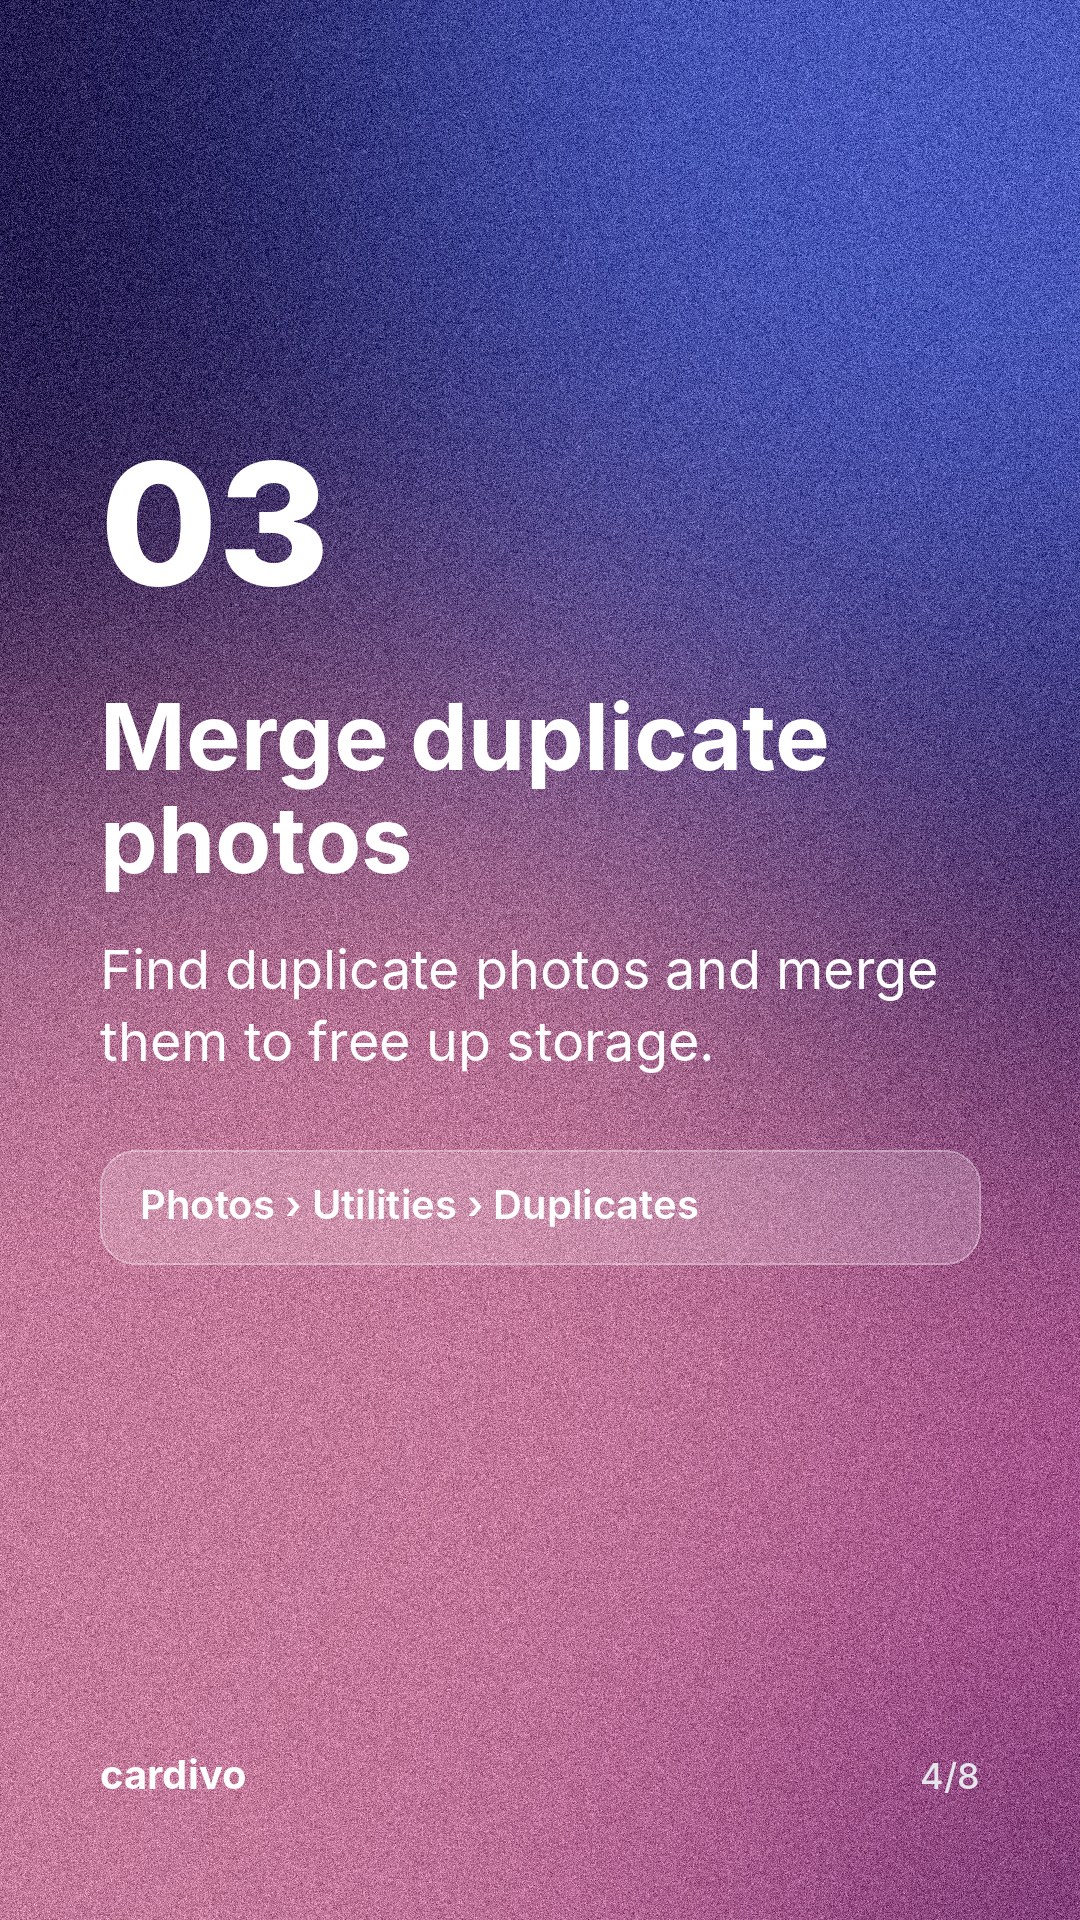 03
Merge duplicate
photos
Find duplicate photos and merge
them to free up storage.
Photos › Utilities › Duplicates
cardivo
4/8